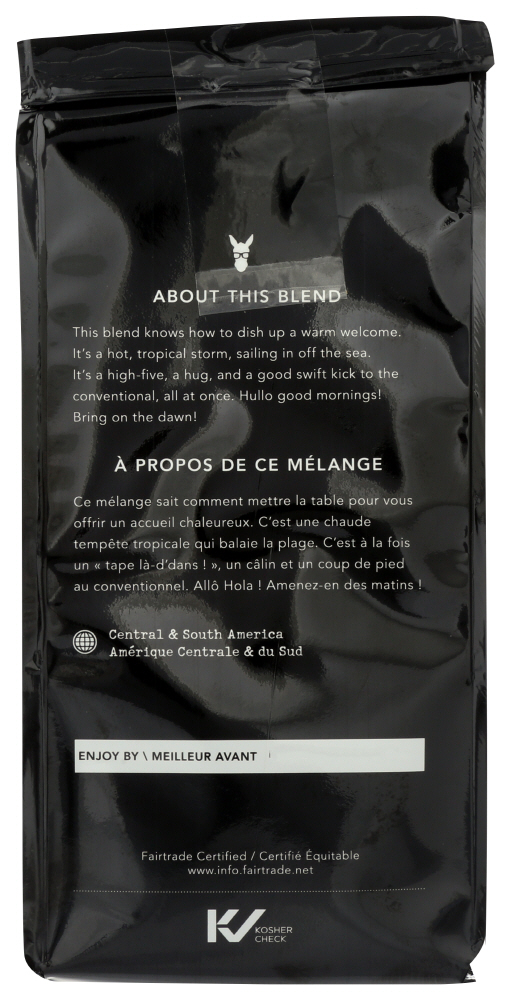 ABOUT THIS BLEND
This blend knows how to dish up a warm welcome.
It's a hot, tropical storm, sailing in off the sea.
It's a high-five, a hug, and a good swift kick to the
conventional, all at once. Hullo good mornings!
Bring on the dawn!
À PROPOS DE CE MÉLANGE
Ce mélange sait comment mettre la table pour vous
offrir un accueil chaleureux. C'est une chaude
tempête tropicale qui balaie la plage. C'est à la fois
un « tape là-d'dans ! », un câlin et un coup de pied
au conventionnel. Allô Hola ! Amenez-en des matins !
Central & South America
Amérique Centrale & du Sud
ENJOY BY \ MEILLEUR AVANT
Fairtrade Certified / Certifié Équitable
www.info.fairtrade.net
KV KOSHER
CHECK